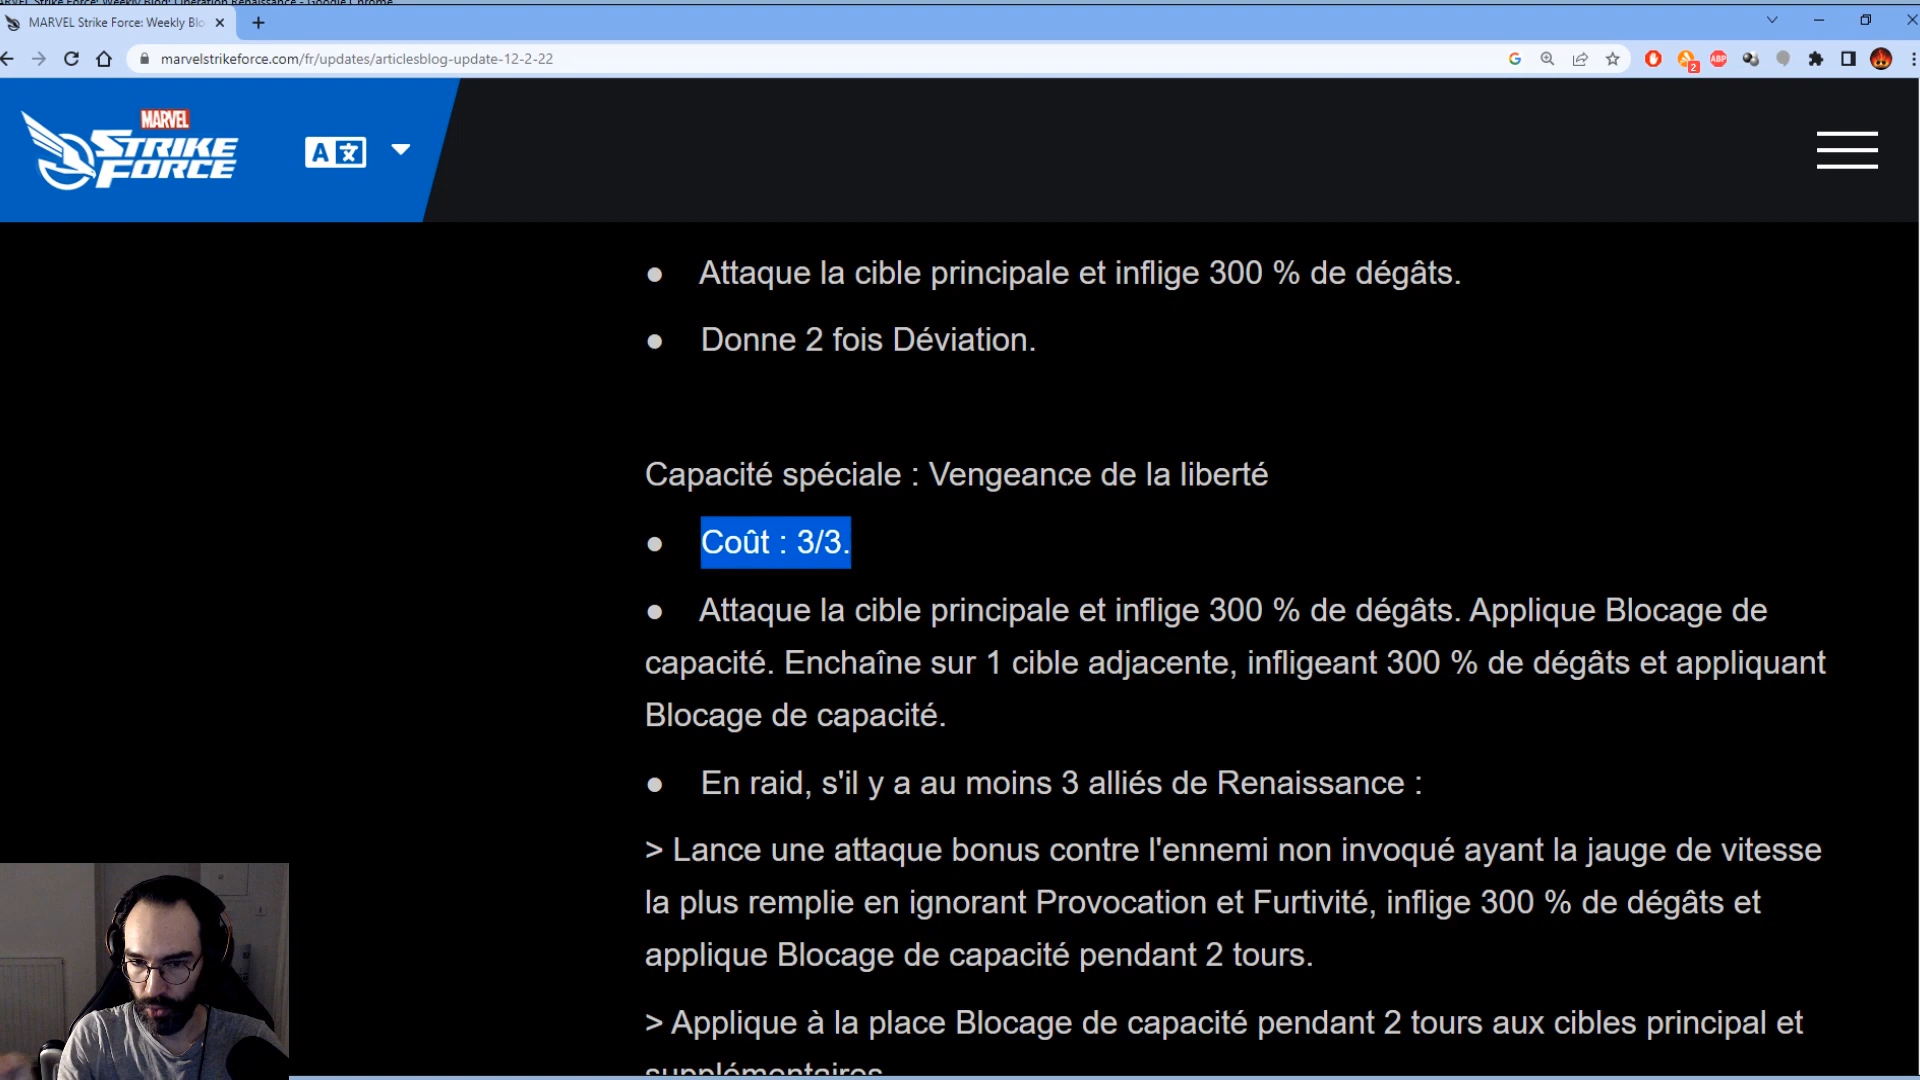 MARVEL Strike Force: Weekly Blog: Opération Renaissance - Google Chrome
MARVEL Strike Force: Weekly Blo
marvelstrikeforce.com/fr/updates/articlesblog-update-12-2-22
2
ABP
MARVEL
STRIKE
FORCE
A 文
● Attaque la cible principale et inflige 300 % de dégâts.
● Donne 2 fois Déviation.
Capacité spéciale : Vengeance de la liberté
● Coût : 3/3.
● Attaque la cible principale et inflige 300 % de dégâts. Applique Blocage de
capacité. Enchaîne sur 1 cible adjacente, infligeant 300 % de dégâts et appliquant
Blocage de capacité.
● En raid, s'il y a au moins 3 alliés de Renaissance :
> Lance une attaque bonus contre l'ennemi non invoqué ayant la jauge de vitesse
la plus remplie en ignorant Provocation et Furtivité, inflige 300 % de dégâts et
applique Blocage de capacité pendant 2 tours.
> Applique à la place Blocage de capacité pendant 2 tours aux cibles principal et
supplémentaires.